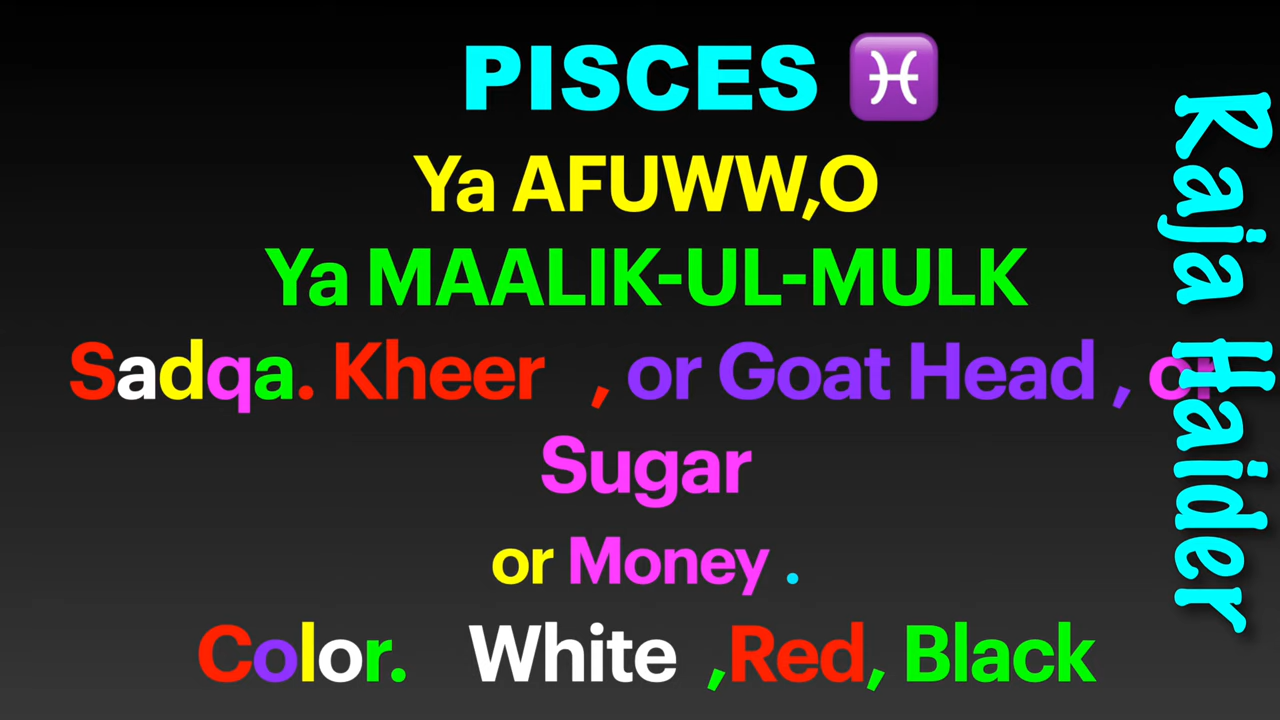 PISCES ♓
Ya AFUWW,O
Ya MAALIK-UL-MULK
Sadqa. Kheer , or Goat Head , or
Sugar
or Money .
Color. White ,Red, Black
Raja Haider